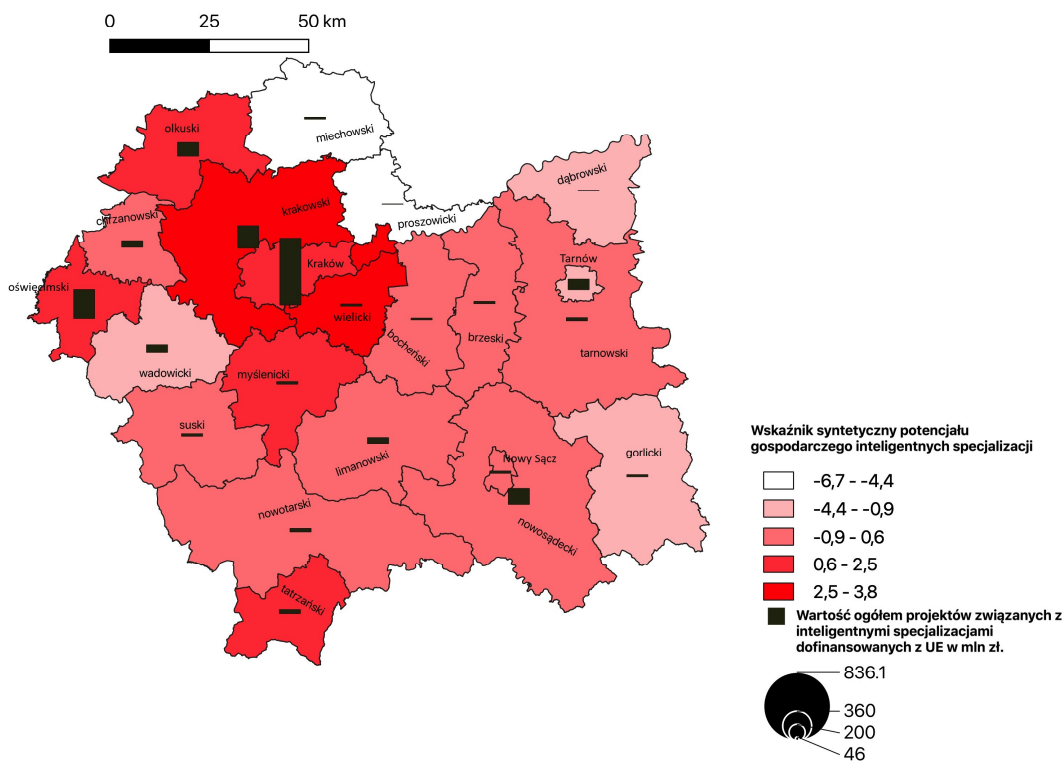 0 25 50 km
olkuski
miechowski
dąbrowski
krakowski
chrzanowski
proszowicki
Tarnów
Kraków
oświęcimski
wielicki
brzeski
bocheński
tarnowski
wadowicki
myślenicki
suski
limanowski
Nowy Sącz
gorlicki
nowotarski
nowosądecki
tatrzański
Wskaźnik syntetyczny potencjału
gospodarczego inteligentnych specjalizacji
-6,7 - -4,4
-4,4 - -0,9
-0,9 - 0,6
0,6 - 2,5
2,5 - 3,8
Wartość ogółem projektów związanych z
inteligentnymi specjalizacjami
dofinansowanych z UE w mln zł.
836.1
360
200
46